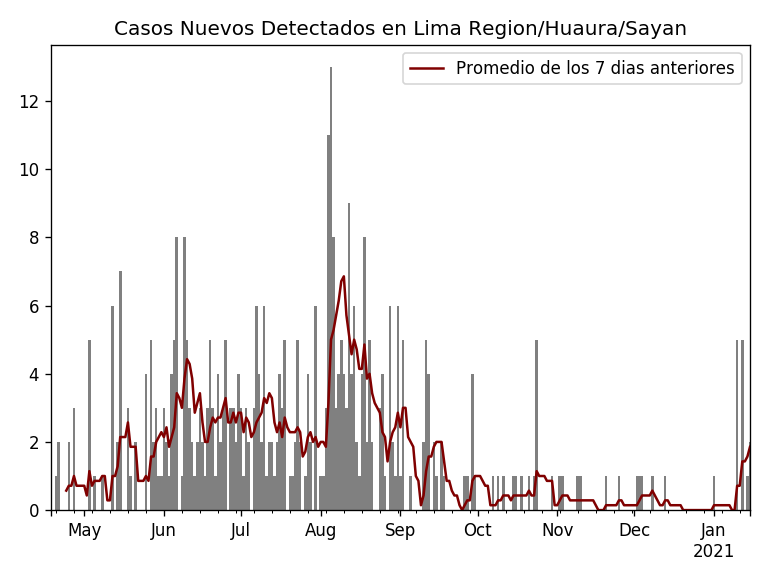 Casos Nuevos Detectados en Lima Region/Huaura/Sayan
Promedio de los 7 dias anteriores
12
10
8
6
4
2
0
May Jun Jul Aug Sep Oct Nov Dec Jan
2021